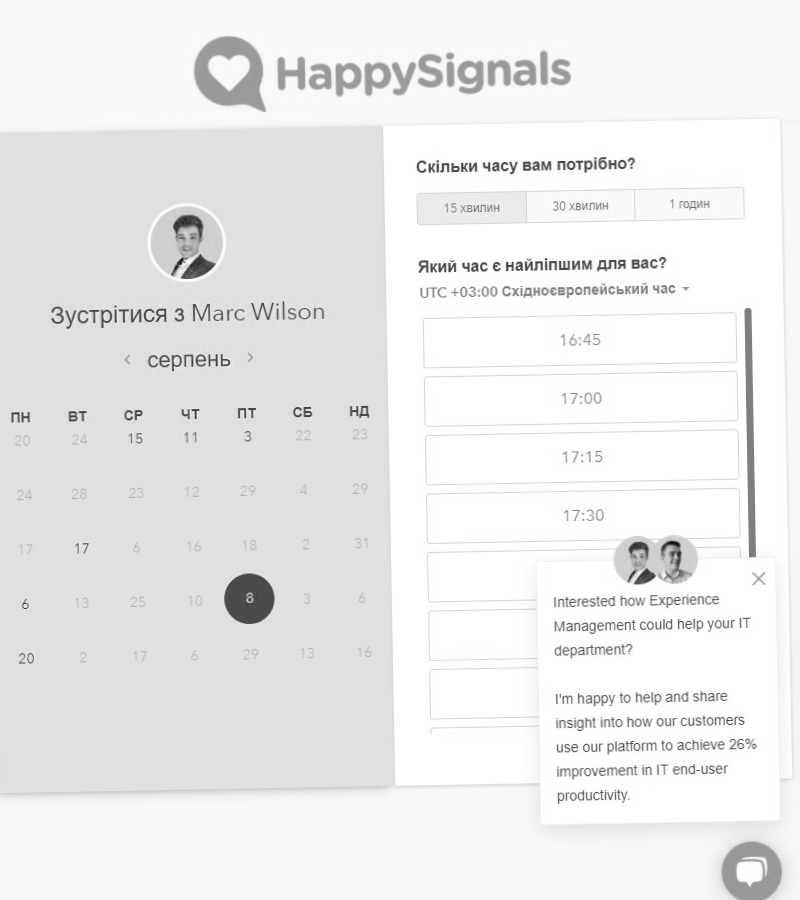 HappySignals
Зустрітися з Marc Wilson
серпень
ПН ВТ СР ЧТ ПТ СБ НД
20 24 15 11 3 22 23
24 28 23 12 29 4 29
17 17 6 16 18 2 31
6 13 25 10 8 3 6
20 2 17 6 29 13 16
Скільки часу вам потрібно?
15 хвилин 30 хвилин 1 годин
Який час є найліпшим для вас?
UTC +03:00 Східноєвропейський час
16:45
17:00
17:15
17:30
Interested how Experience
Management could help your IT
department?
I'm happy to help and share
insight into how our customers
use our platform to achieve 26%
improvement in IT end-user
productivity.